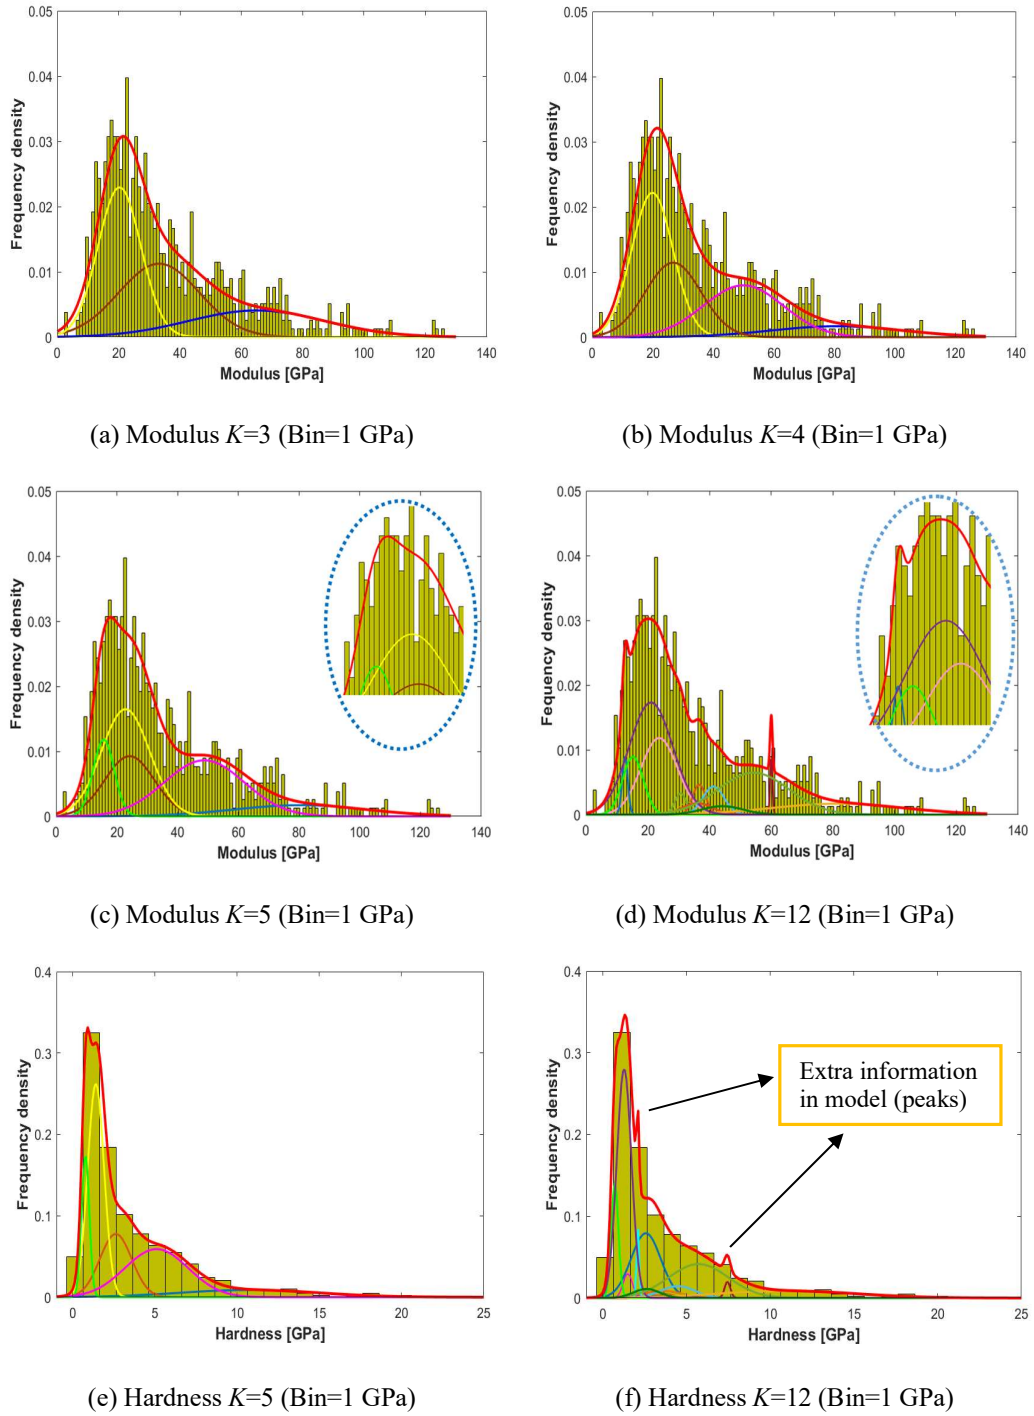 0.05
0.04
0.03
0.02
0.01
0
Frequency density
0 20 40 60 80 100 120 140
Modulus [GPa]
(a) Modulus K=3 (Bin=1 GPa)
0.05
0.04
0.03
0.02
0.01
0
Frequency density
0 20 40 60 80 100 120 140
Modulus [GPa]
(b) Modulus K=4 (Bin=1 GPa)
0.05
0.04
0.03
0.02
0.01
0
Frequency density
0 20 40 60 80 100 120 140
Modulus [GPa]
(c) Modulus K=5 (Bin=1 GPa)
0.05
0.04
0.03
0.02
0.01
0
Fequency density
0 20 40 60 80 100 120 140
Modulus [GPa]
(d) Modulus K=12 (Bin=1 GPa)
0.4
0.3
0.2
0.1
0
Frequency density
0 5 10 15 20 25
Hardness [GPa]
(e) Hardness K=5 (Bin=1 GPa)
0.4
0.3
0.2
0.1
0
Frequency density
Extra information
in model (peaks)
0 5 10 15 20 25
Hardness [GPa]
(f) Hardness K=12 (Bin=1 GPa)